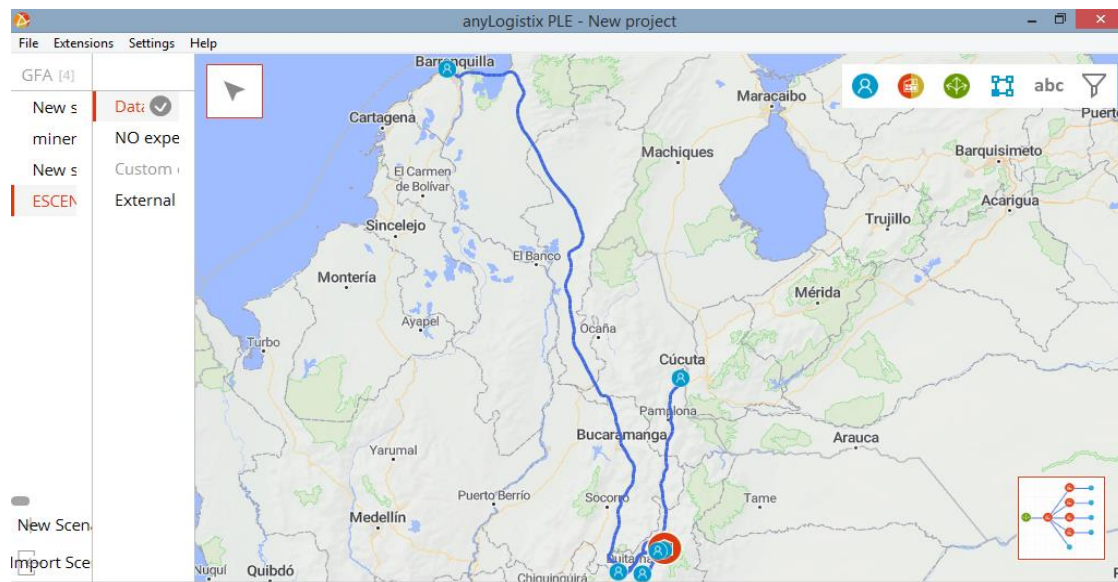 anyLogistix PLE - New project
File Extensions Settings Help
GFA [4]
New s
miner
New s
ESCEN
Data
NO expe
Custom
External
New Scen
Import Sce
abc
Barranquilla
Cartagena
Maracaibo
Puert
Machiques
Barquisimeto
El Carmen
de Bolívar
Acarigua
Sincelejo
Trujillo
El Banco
Montería
Mérida
Ayapel
Ocaña
Turbo
Cúcuta
Pamplona
Bucaramanga
Arauca
Yarumal
Puerto Berrío
Socorro
Tame
Medellín
Quibdó
Nuquí
Chiquinquirá